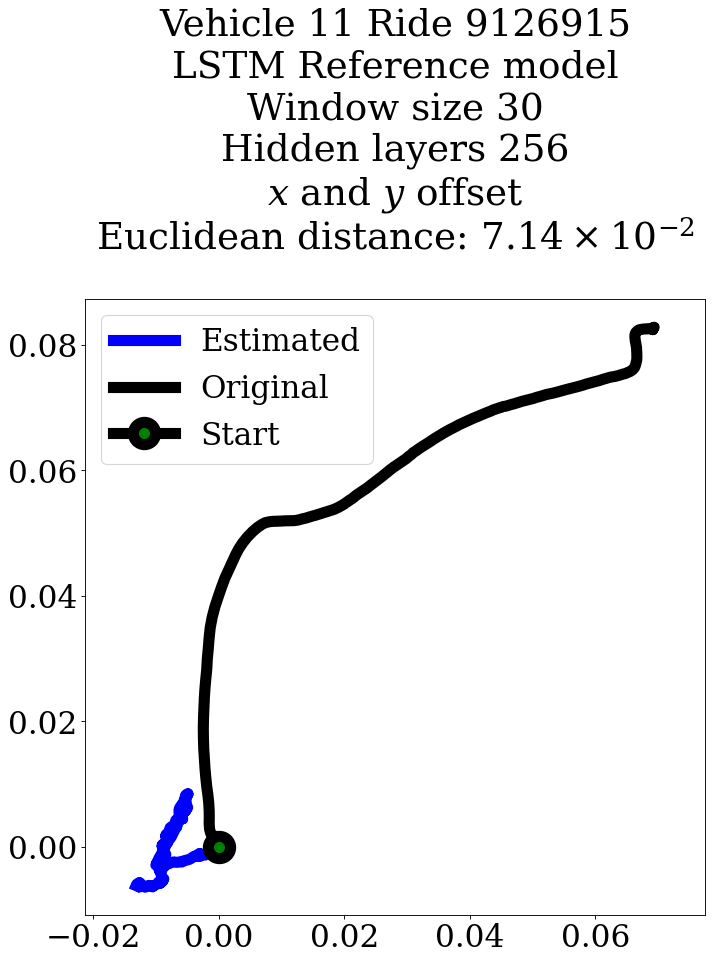 Vehicle 11 Ride 9126915
LSTM Reference model
Window size 30
Hidden layers 256
x and y offset
Euclidean distance: 7.14 × 10⁻²
Estimated
Original
Start
0.08
0.06
0.04
0.02
0.00
−0.02 0.00 0.02 0.04 0.06